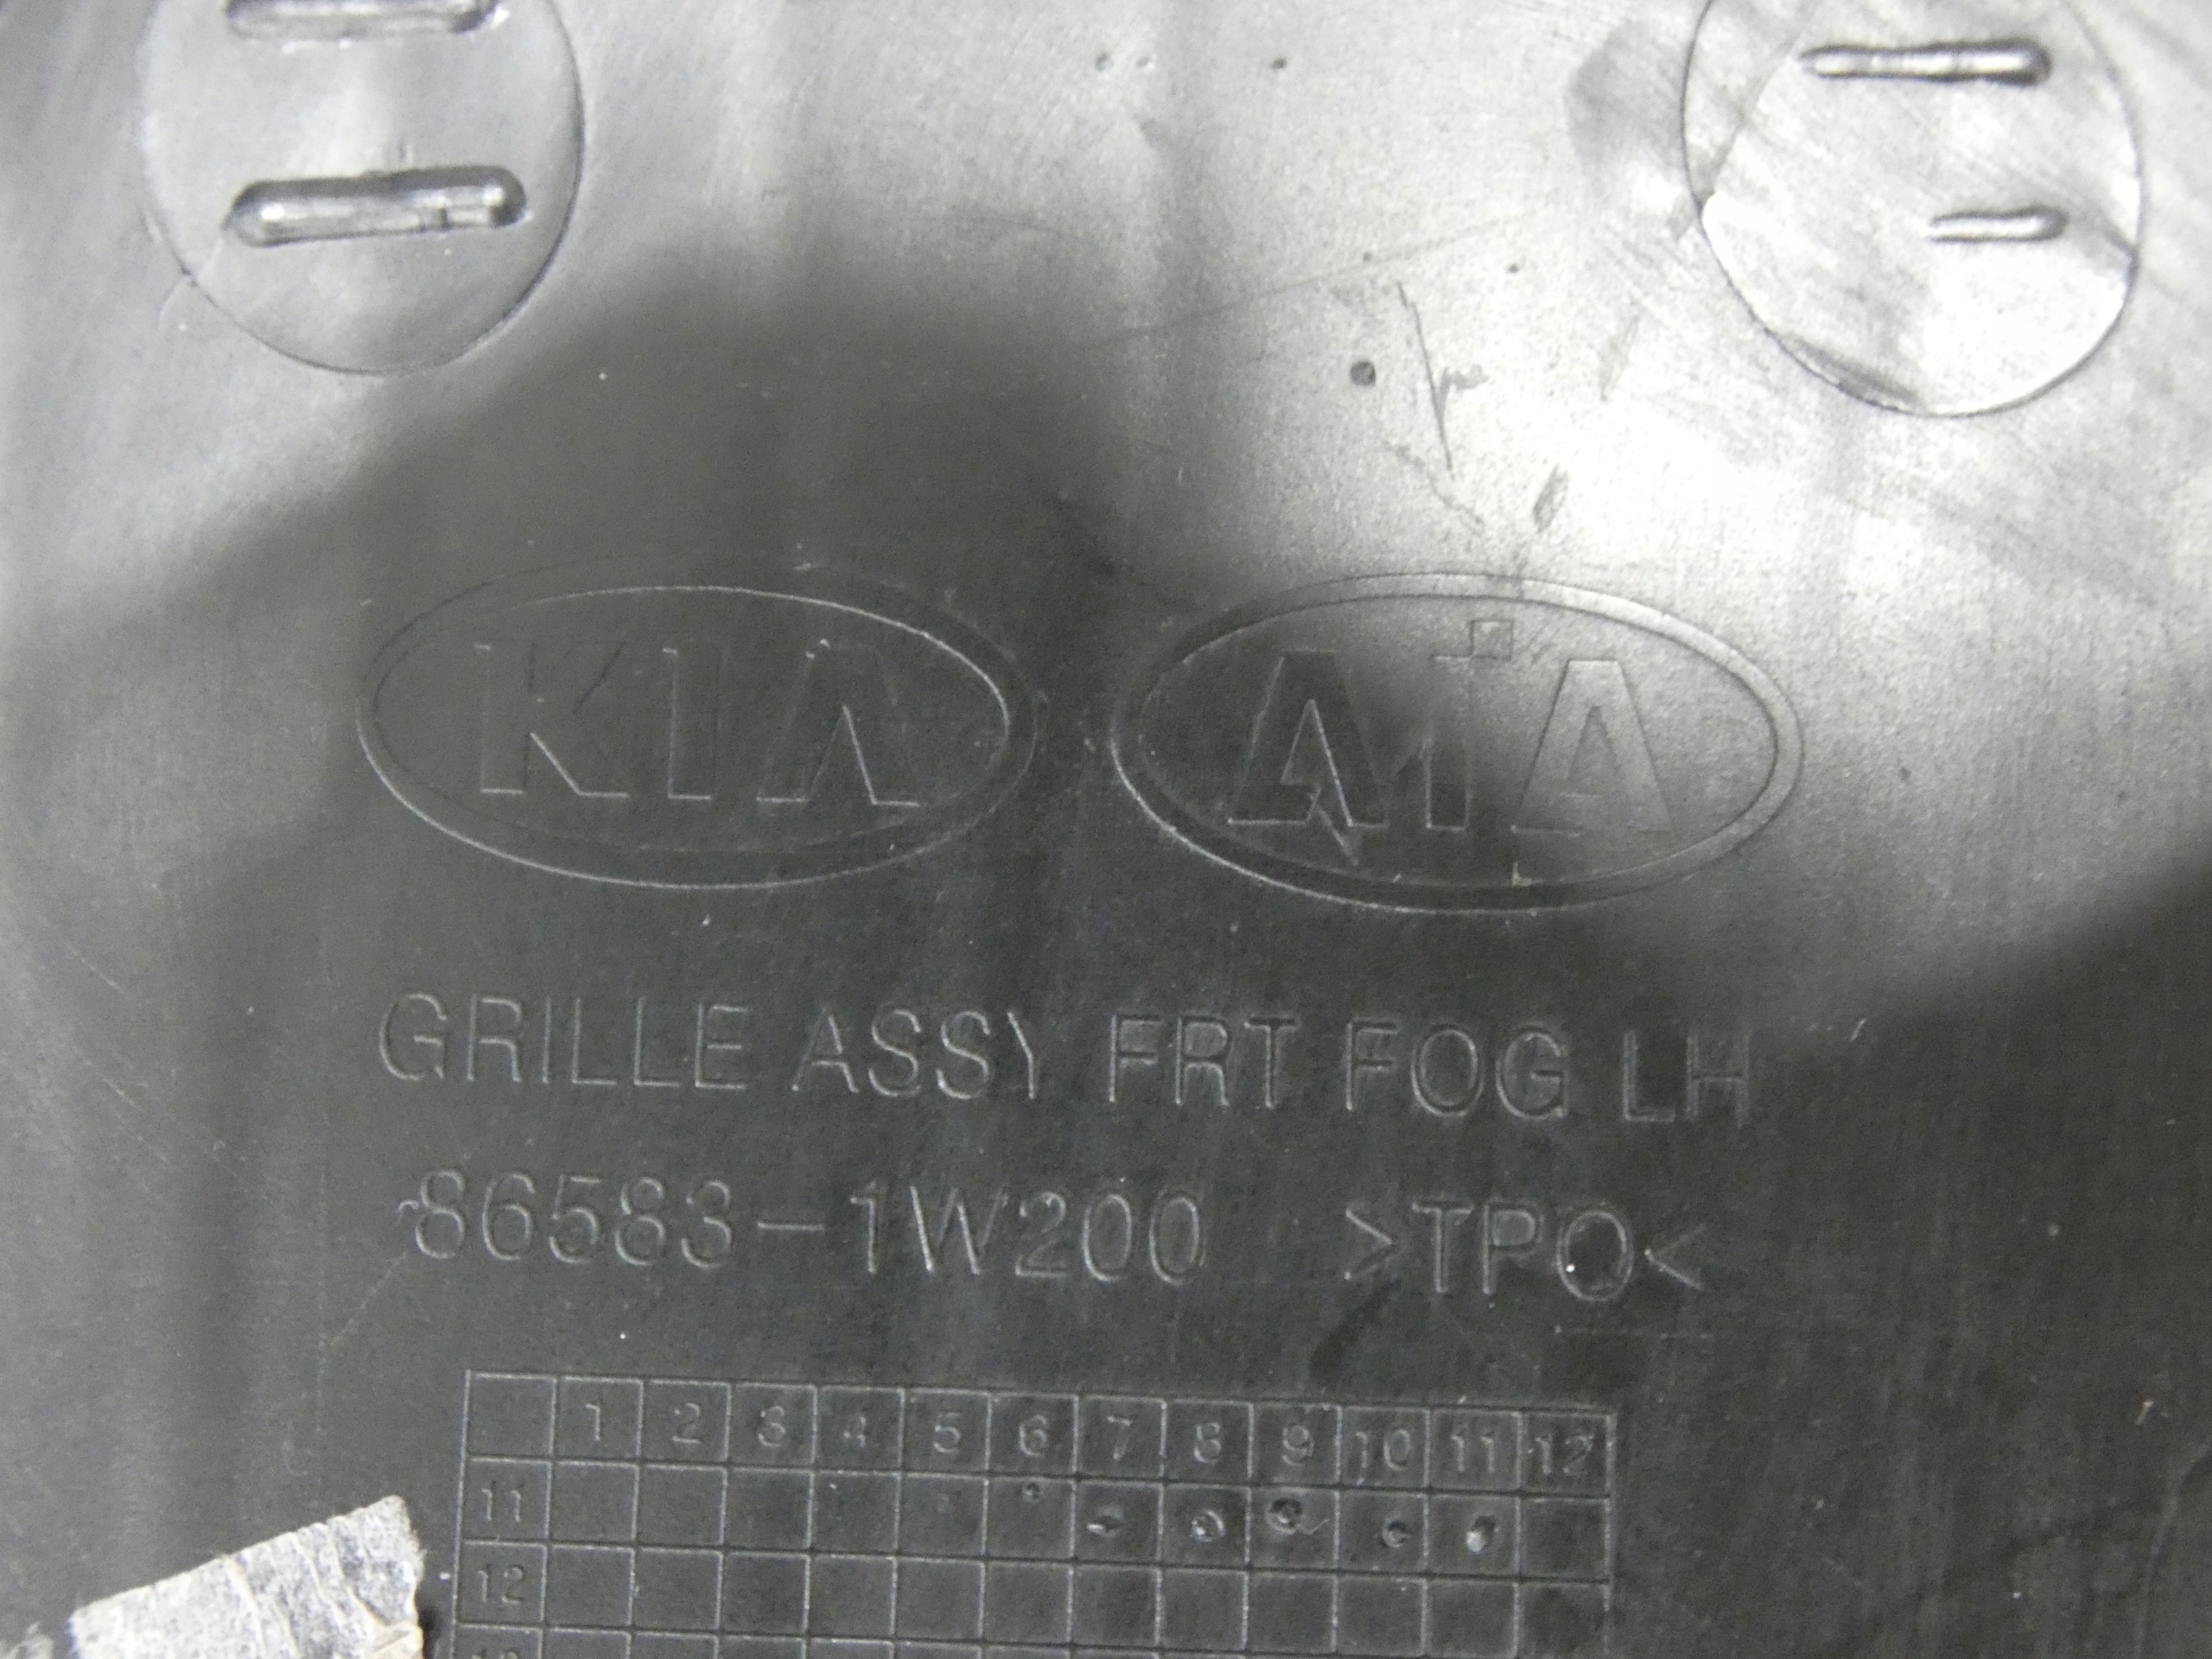 KIA
GRILLE ASSY FRT FOG LH
86583-1W200 >TPO<
1 2 3 4 5 6 7 8 9 10 11 12
11
12